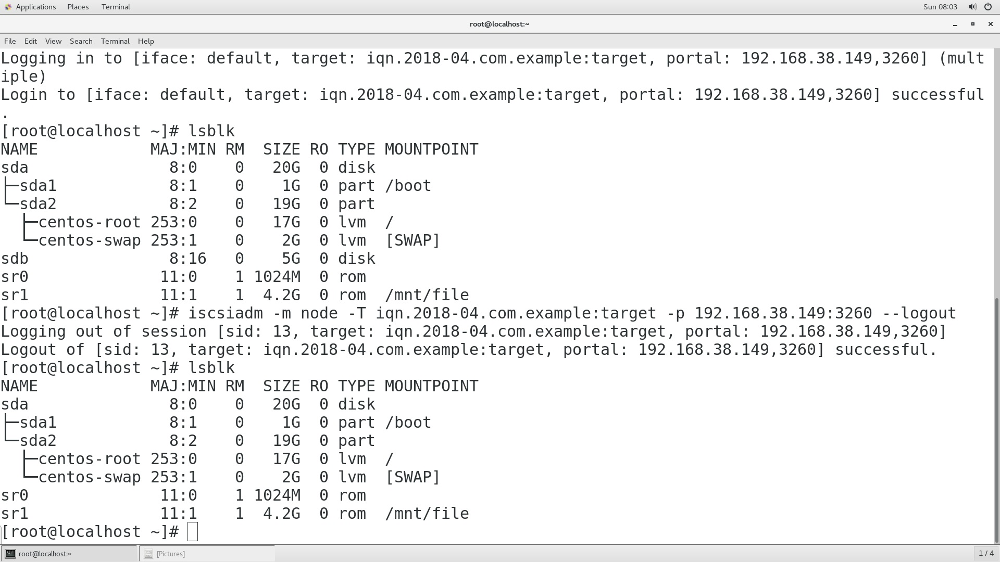 Applications Places Terminal Sun 08:03
root@localhost:~
File Edit View Search Terminal Help
Logging in to [iface: default, target: iqn.2018-04.com.example:target, portal: 192.168.38.149,3260] (mult
iple)
Login to [iface: default, target: iqn.2018-04.com.example:target, portal: 192.168.38.149,3260] successful
.
[root@localhost ~]# lsblk
NAME            MAJ:MIN RM  SIZE RO TYPE MOUNTPOINT
sda               8:0    0   20G  0 disk
├─sda1            8:1    0    1G  0 part /boot
└─sda2            8:2    0   19G  0 part
  ├─centos-root 253:0    0   17G  0 lvm  /
  └─centos-swap 253:1    0    2G  0 lvm  [SWAP]
sdb               8:16   0    5G  0 disk
sr0              11:0    1 1024M  0 rom
sr1              11:1    1  4.2G  0 rom  /mnt/file
[root@localhost ~]# iscsiadm -m node -T iqn.2018-04.com.example:target -p 192.168.38.149:3260 --logout
Logging out of session [sid: 13, target: iqn.2018-04.com.example:target, portal: 192.168.38.149,3260]
Logout of [sid: 13, target: iqn.2018-04.com.example:target, portal: 192.168.38.149,3260] successful.
[root@localhost ~]# lsblk
NAME            MAJ:MIN RM  SIZE RO TYPE MOUNTPOINT
sda               8:0    0   20G  0 disk
├─sda1            8:1    0    1G  0 part /boot
└─sda2            8:2    0   19G  0 part
  ├─centos-root 253:0    0   17G  0 lvm  /
  └─centos-swap 253:1    0    2G  0 lvm  [SWAP]
sr0              11:0    1 1024M  0 rom
sr1              11:1    1  4.2G  0 rom  /mnt/file
[root@localhost ~]#
root@localhost:~ [Pictures] 1 / 4